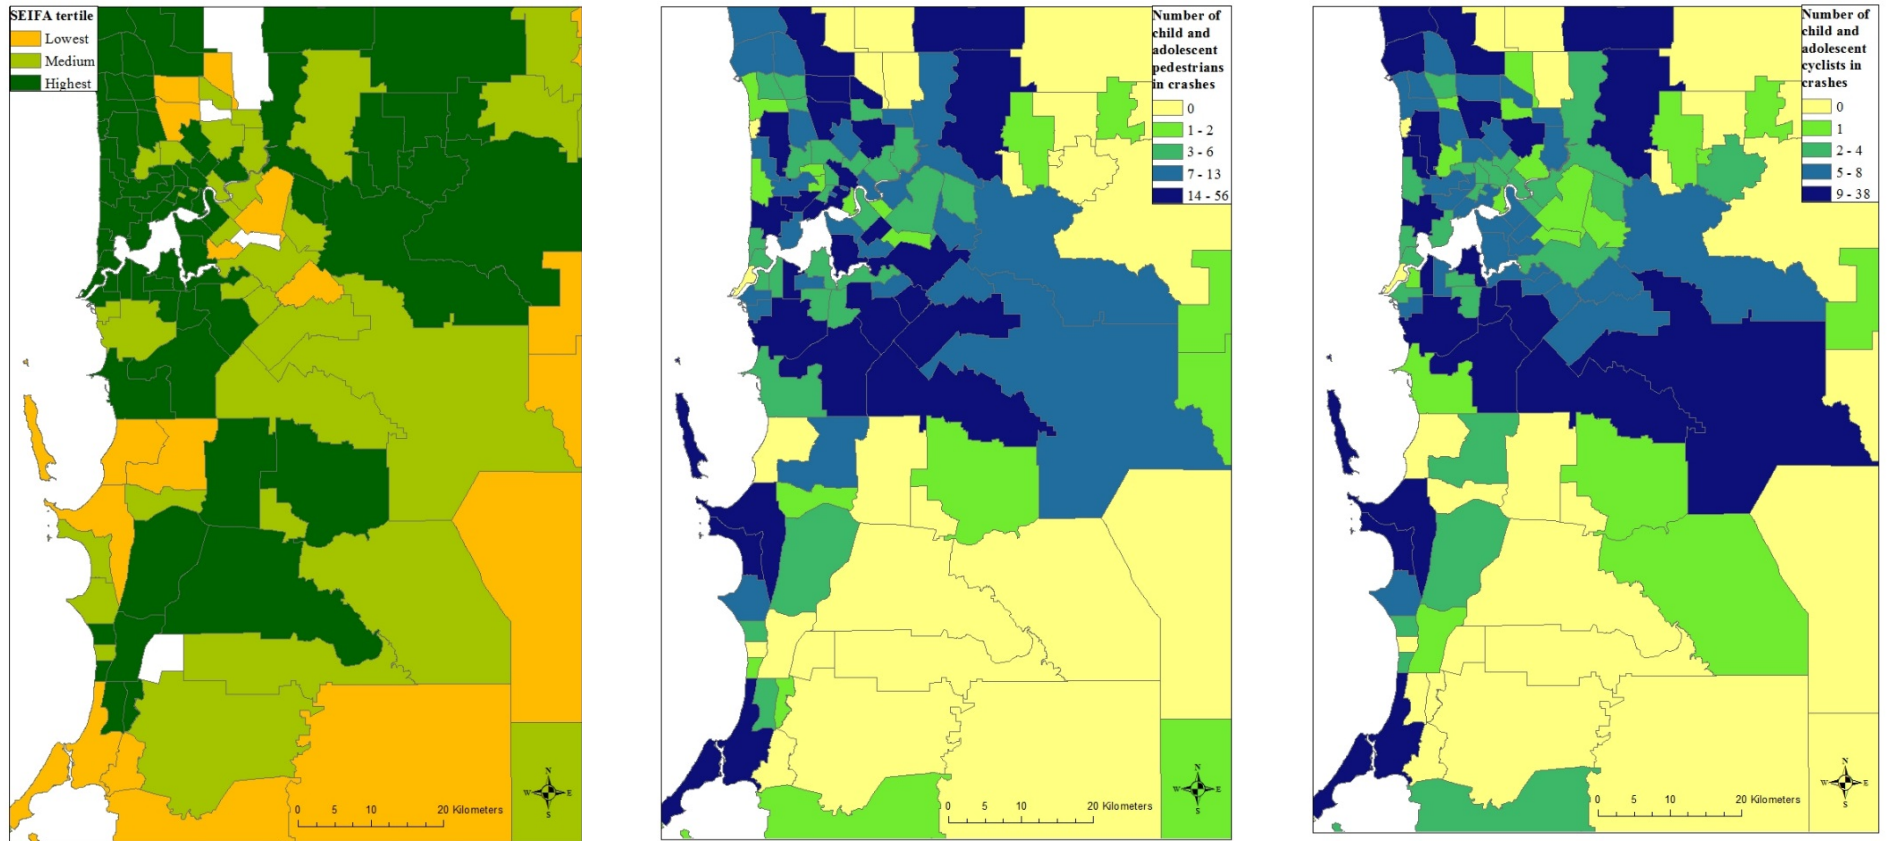 SEIFA tertile
Lowest
Medium
Highest
0 5 10 20 Kilometers
N
W E
S
Number of
child and
adolescent
pedestrians
in crashes
0
1 - 2
3 - 6
7 - 13
14 - 56
0 5 10 20 Kilometers
N
W E
S
Number of
child and
adolescent
cyclists in
crashes
0
1
2 - 4
5 - 8
9 - 38
0 5 10 20 Kilometers
N
W E
S